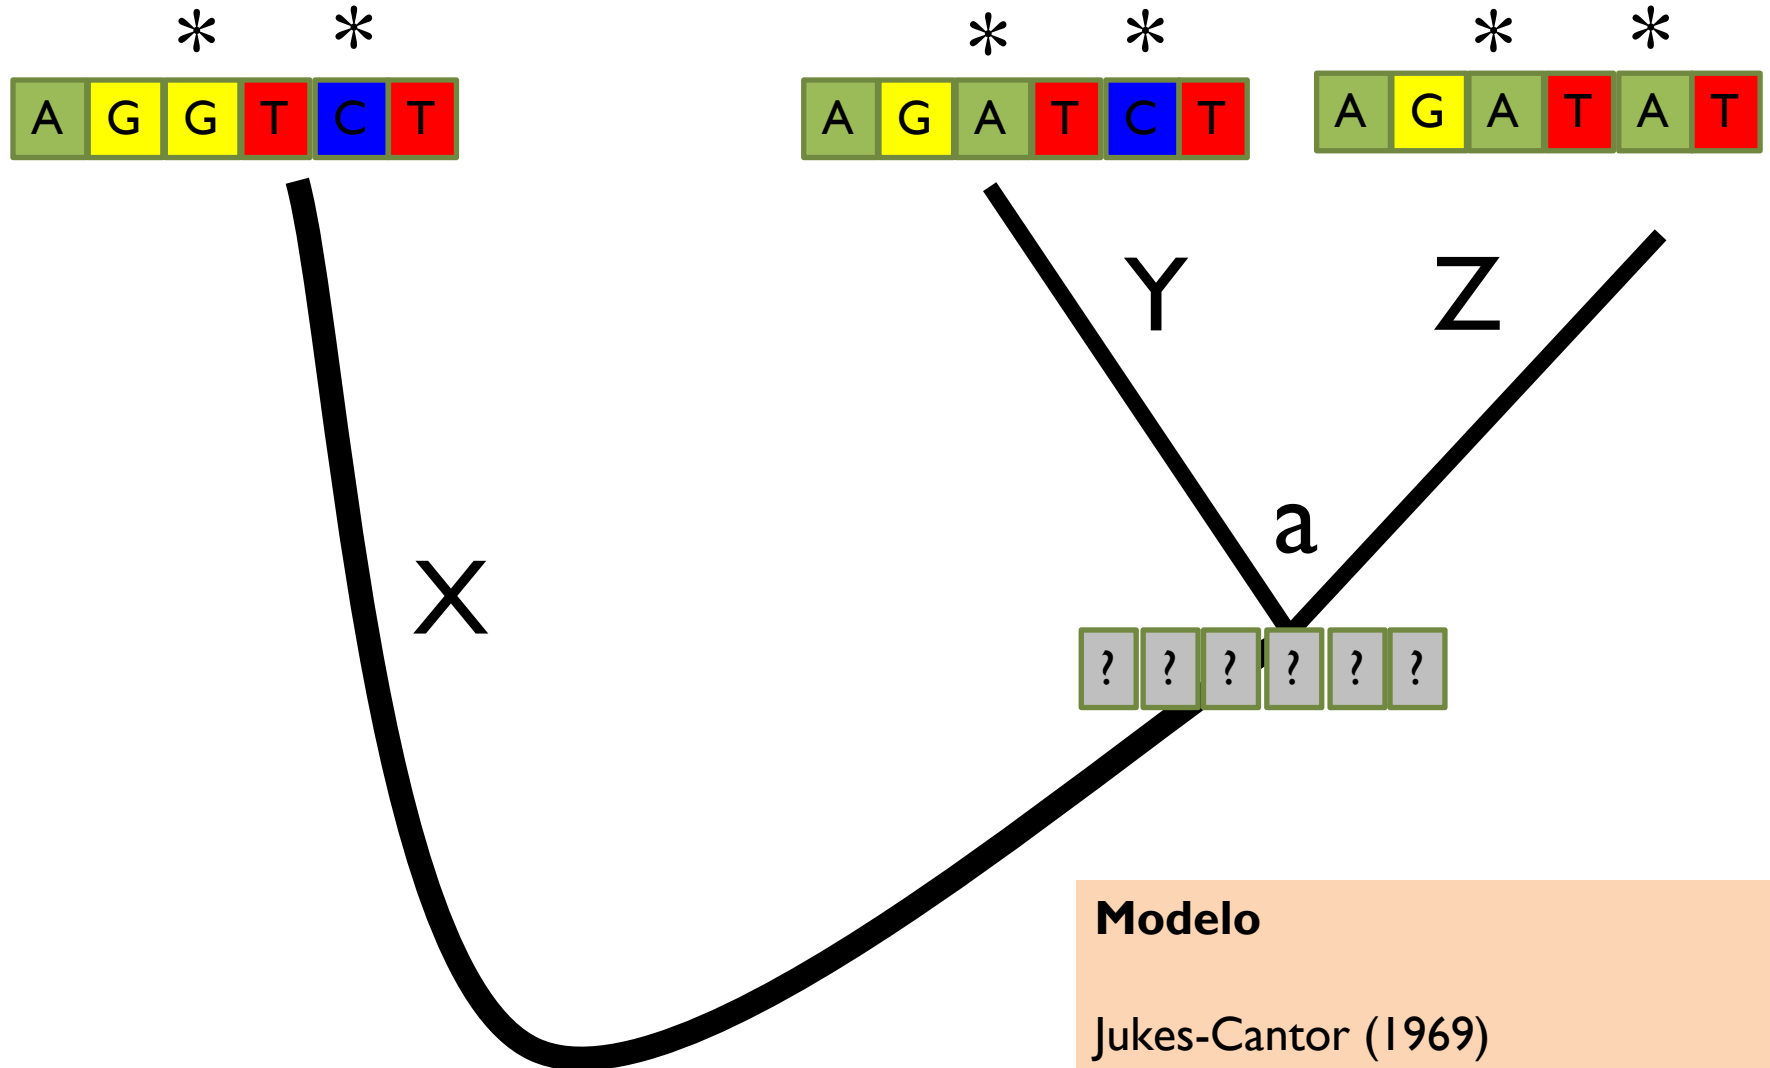 * * * * * *
A G G T C T A G A T C T A G A T A T
Y Z
a
X
? ? ? ? ? ?
Modelo
Jukes-Cantor (1969)